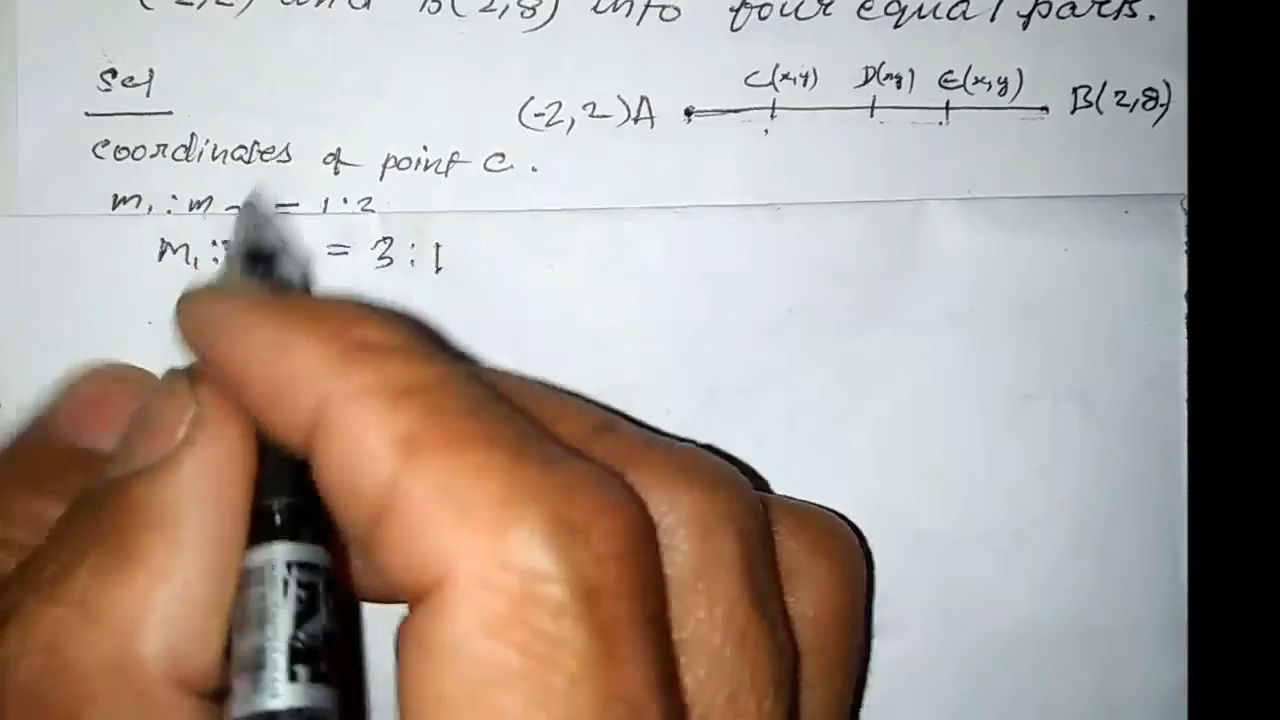 (-2,2) and B(2,8) into four equal parts.
Sol
(-2,2)A C(x,y) D(x,y) E(x,y) B(2,8)
coordinates of point C.
m₁:m₂ = 1:2
m₁: = 3:1